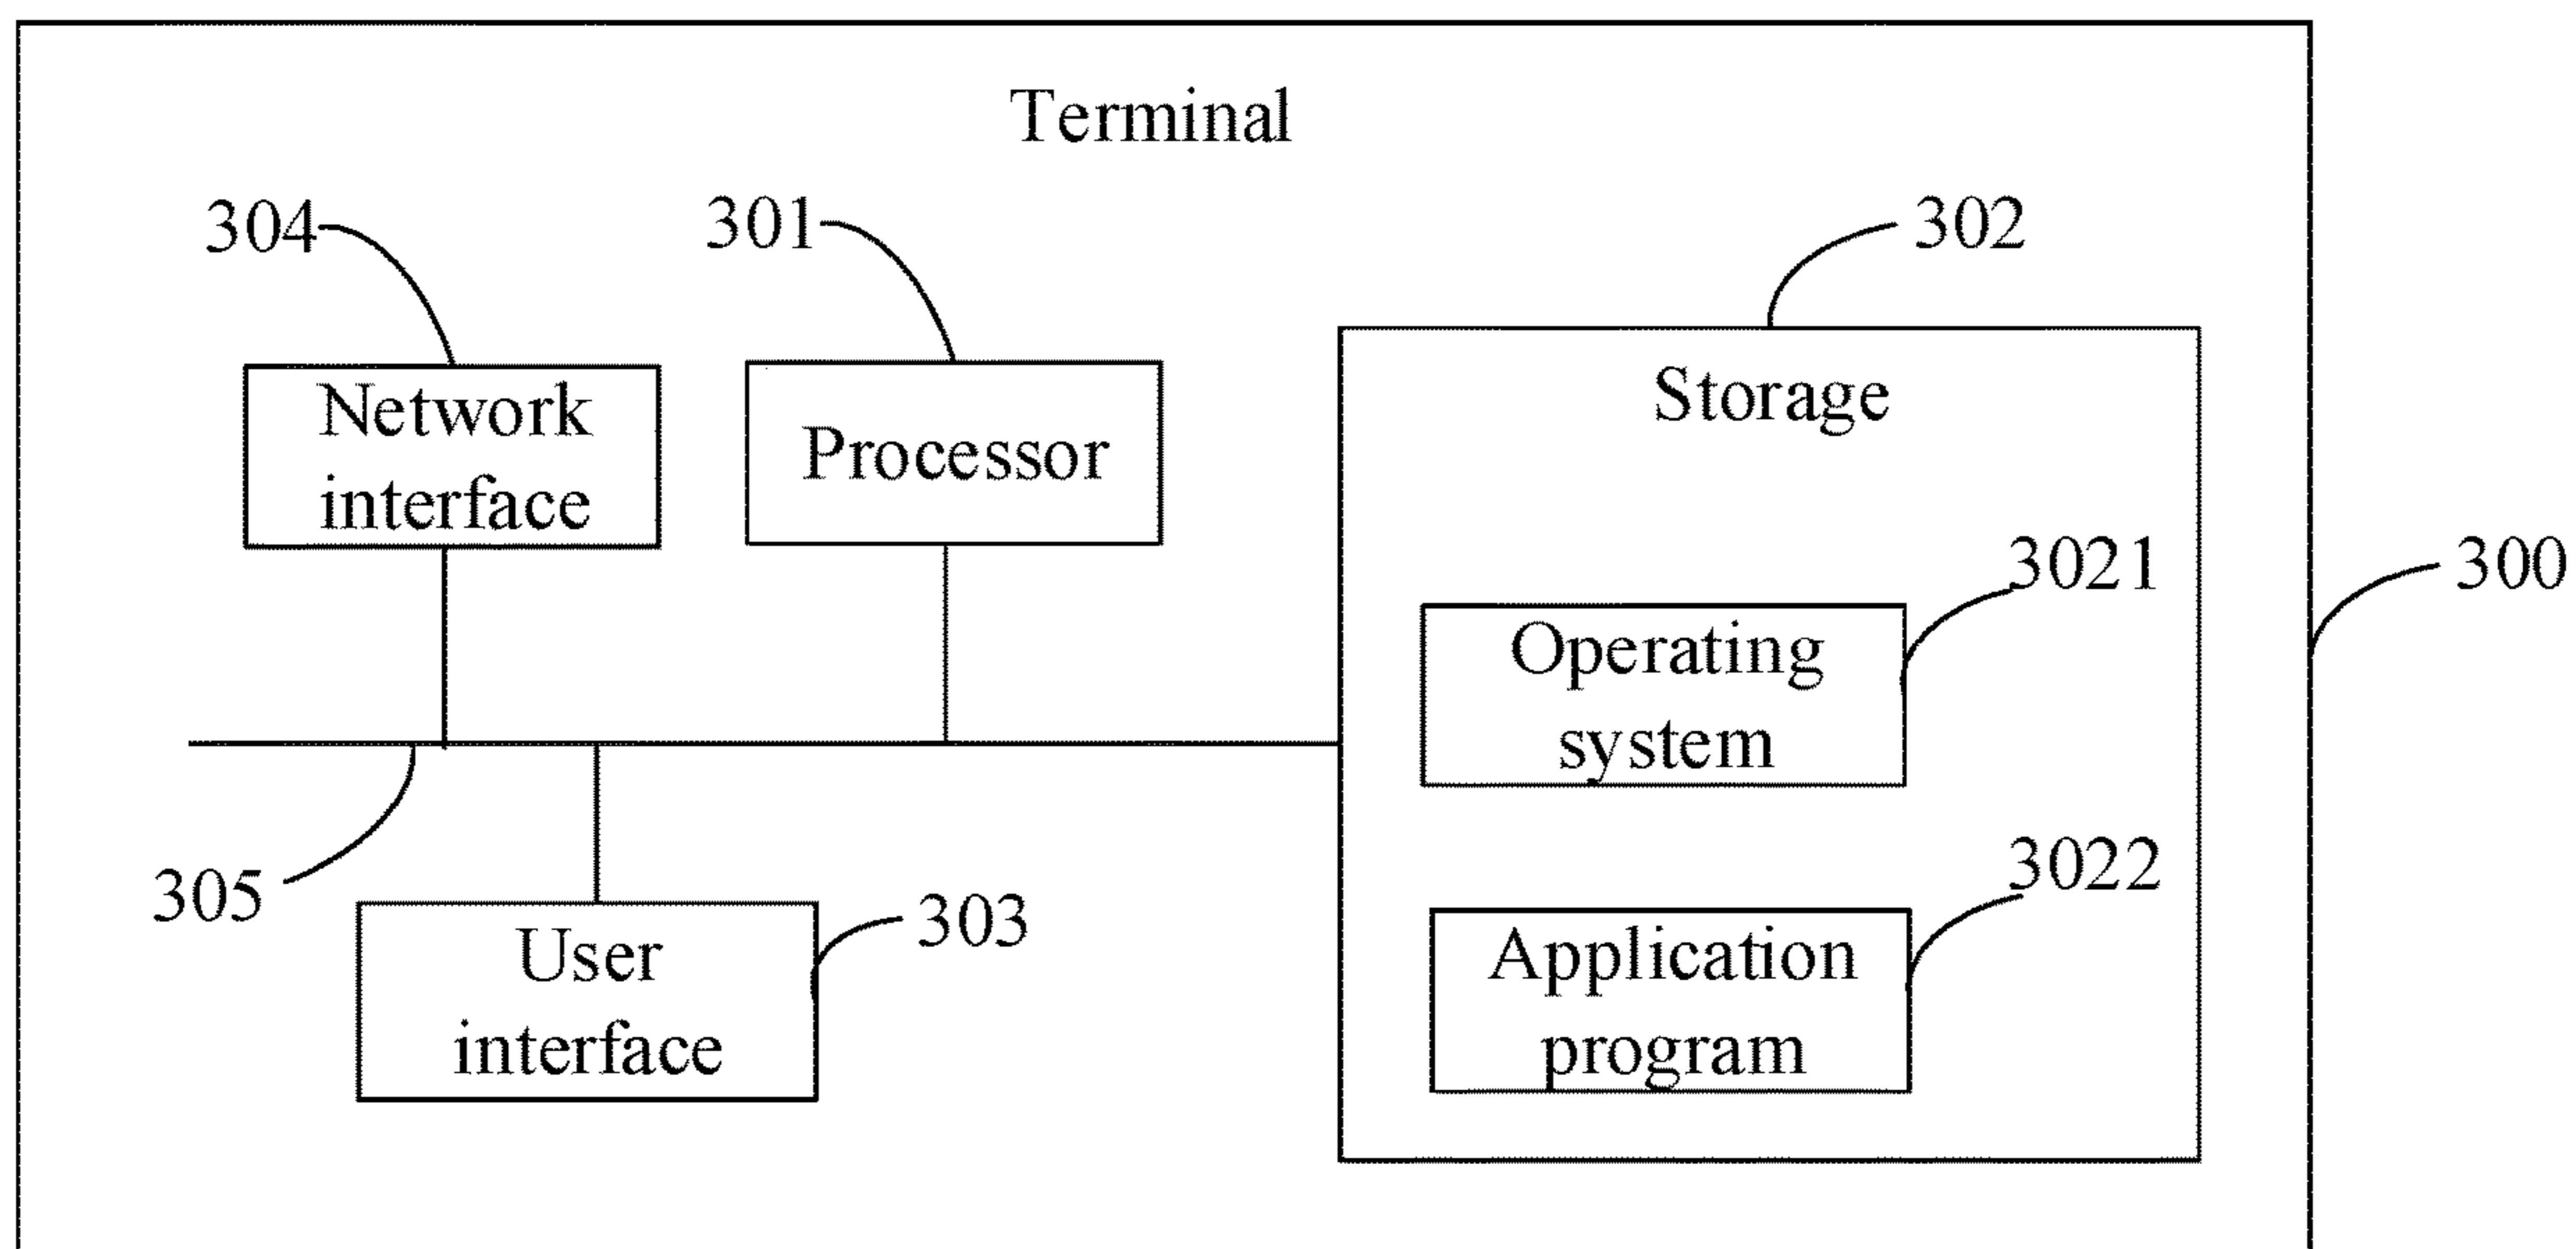 Terminal
304
301
302
Network
interface
Processor
Storage
3021
300
Operating
system
305
303
3022
User
interface
Application
program